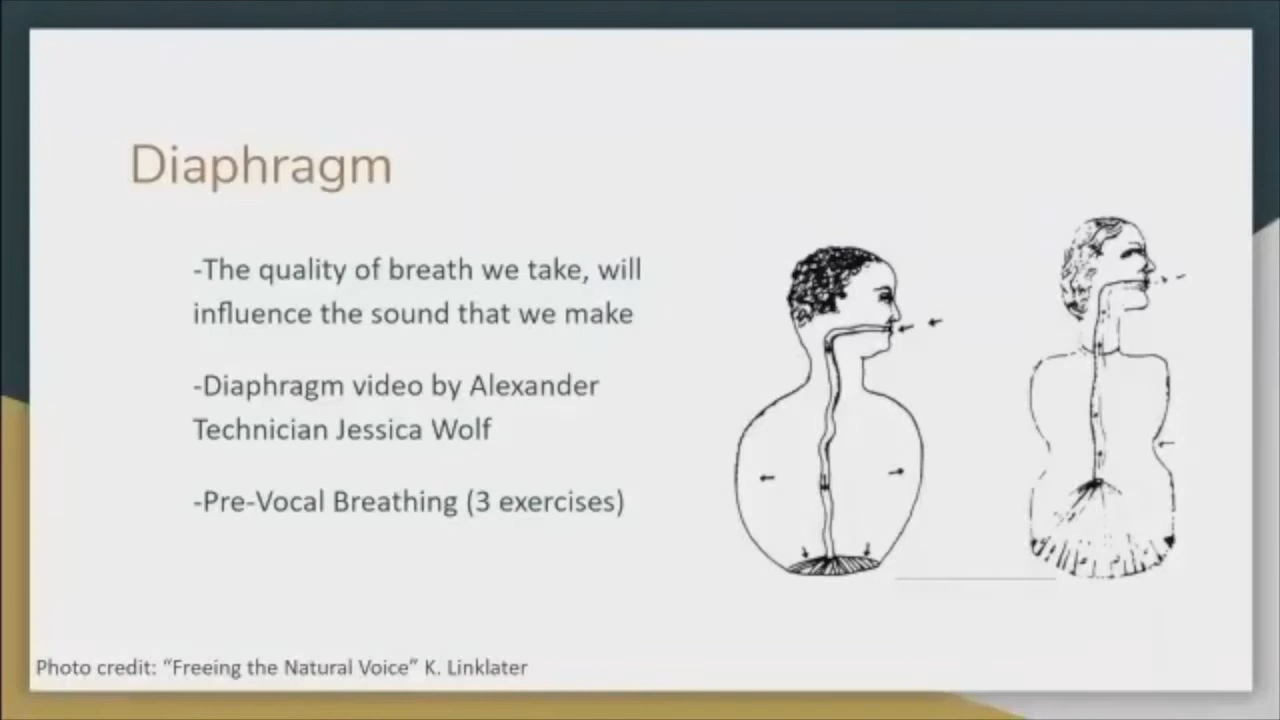 Diaphragm
-The quality of breath we take, will
influence the sound that we make
-Diaphragm video by Alexander
Technician Jessica Wolf
-Pre-Vocal Breathing (3 exercises)
Photo credit: “Freeing the Natural Voice” K. Linklater